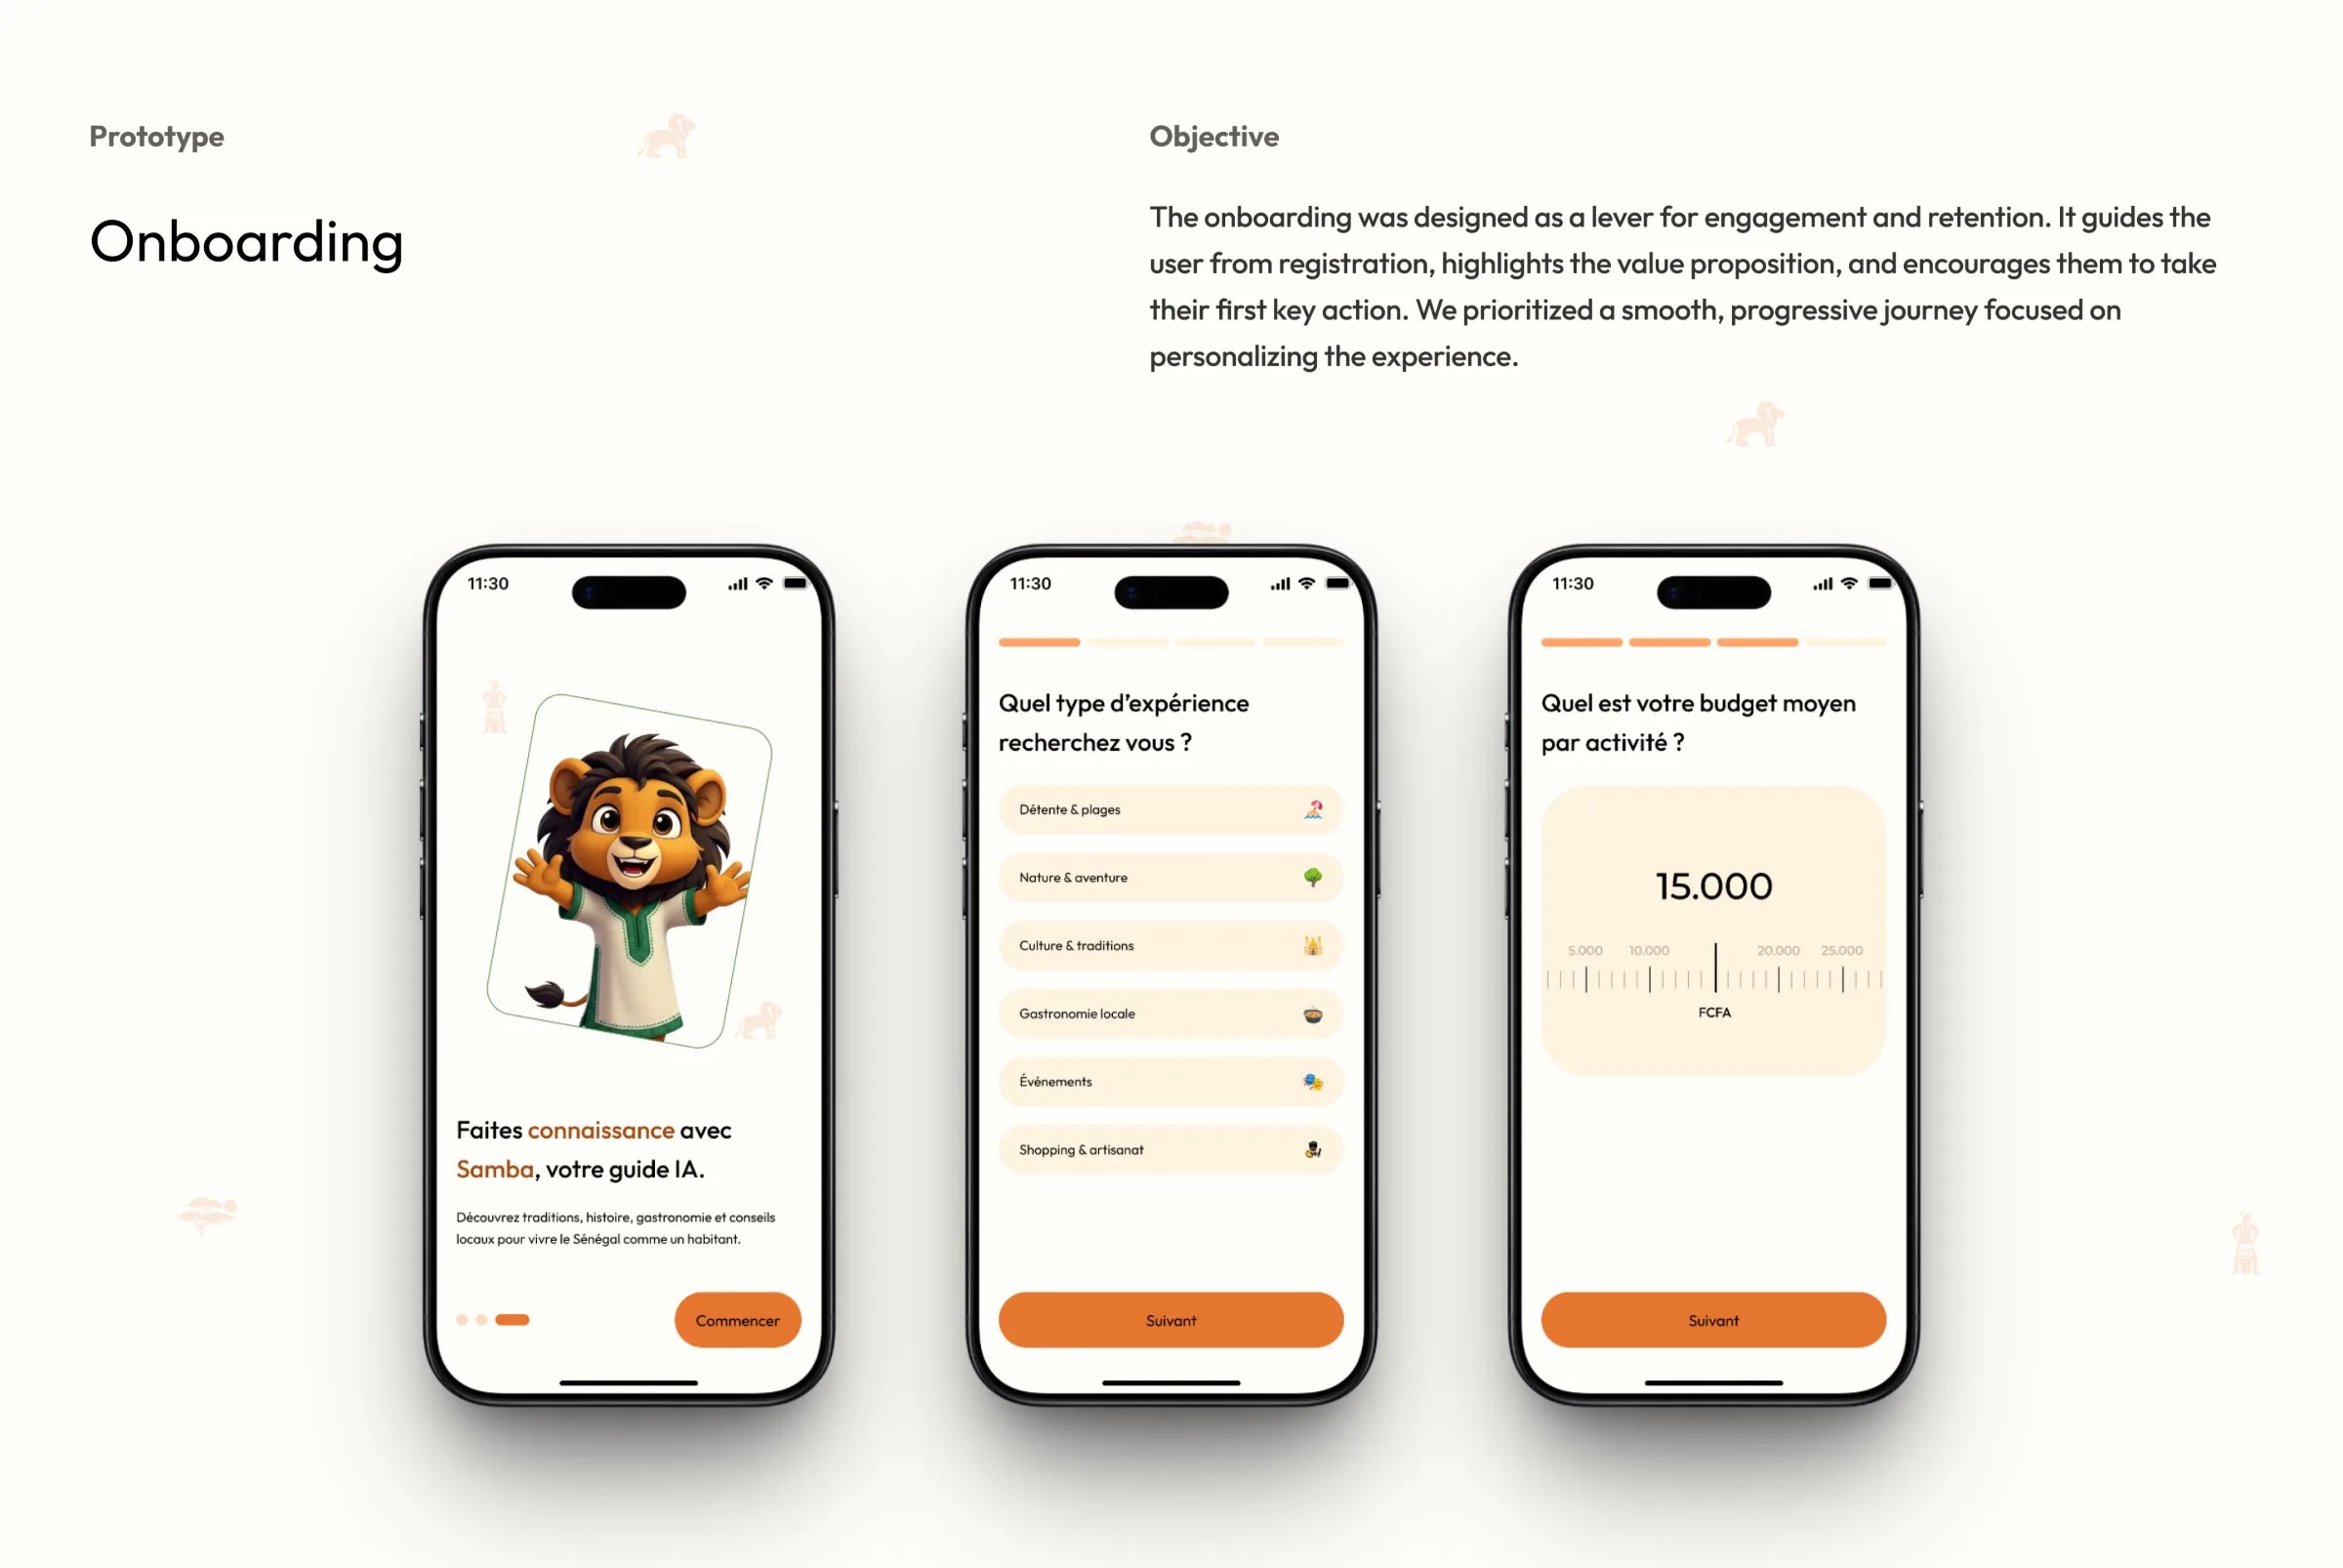 Prototype
Onboarding
Objective
The onboarding was designed as a lever for engagement and retention. It guides the
user from registration, highlights the value proposition, and encourages them to take
their first key action. We prioritized a smooth, progressive journey focused on
personalizing the experience.
11:30
Faites connaissance avec
Samba, votre guide IA.
Découvrez traditions, histoire, gastronomie et conseils
locaux pour vivre le Sénégal comme un habitant.
Commencer
11:30
Quel type d’expérience
recherchez vous ?
Détente & plages
Nature & aventure
Culture & traditions
Gastronomie locale
Événements
Shopping & artisanat
Suivant
11:30
Quel est votre budget moyen
par activité ?
15.000
5.000 10.000 20.000 25.000
FCFA
Suivant